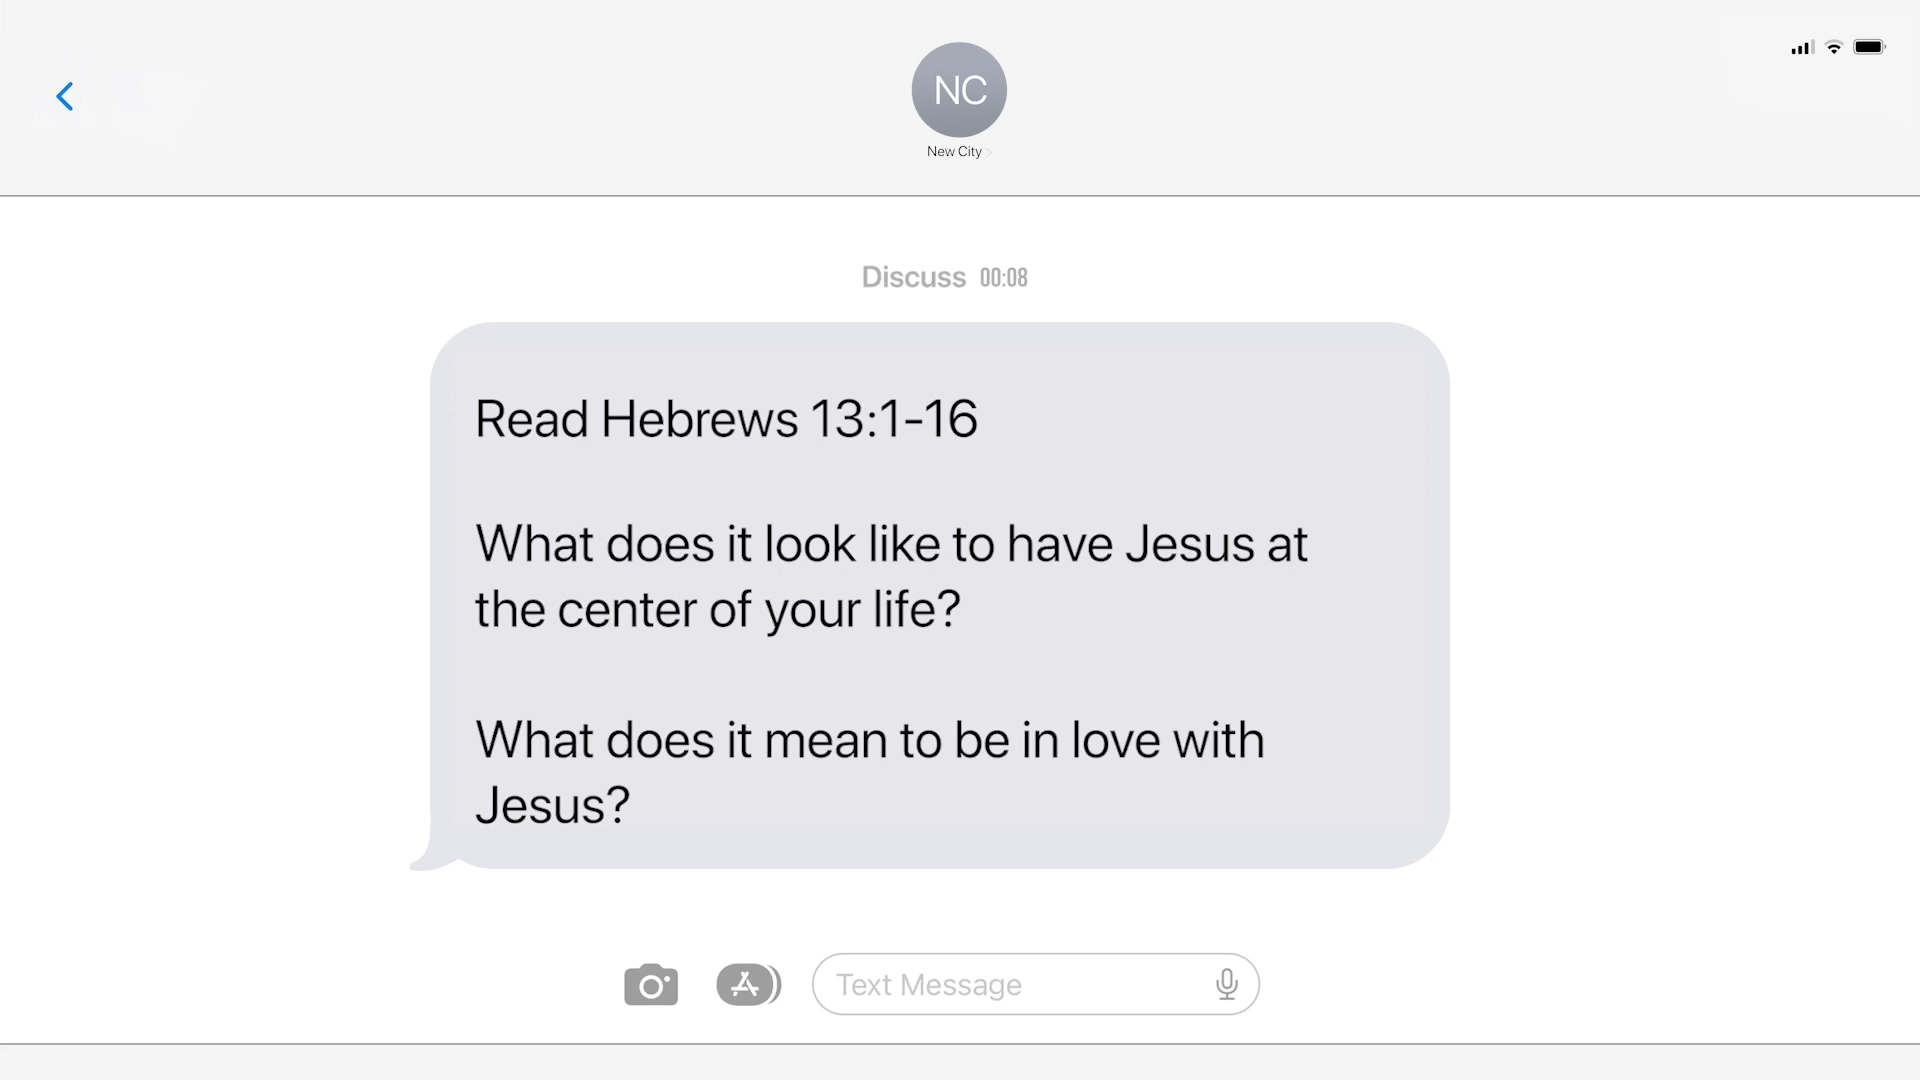 NC
New City
Discuss 00:08
Read Hebrews 13:1-16
What does it look like to have Jesus at
the center of your life?
What does it mean to be in love with
Jesus?
Text Message